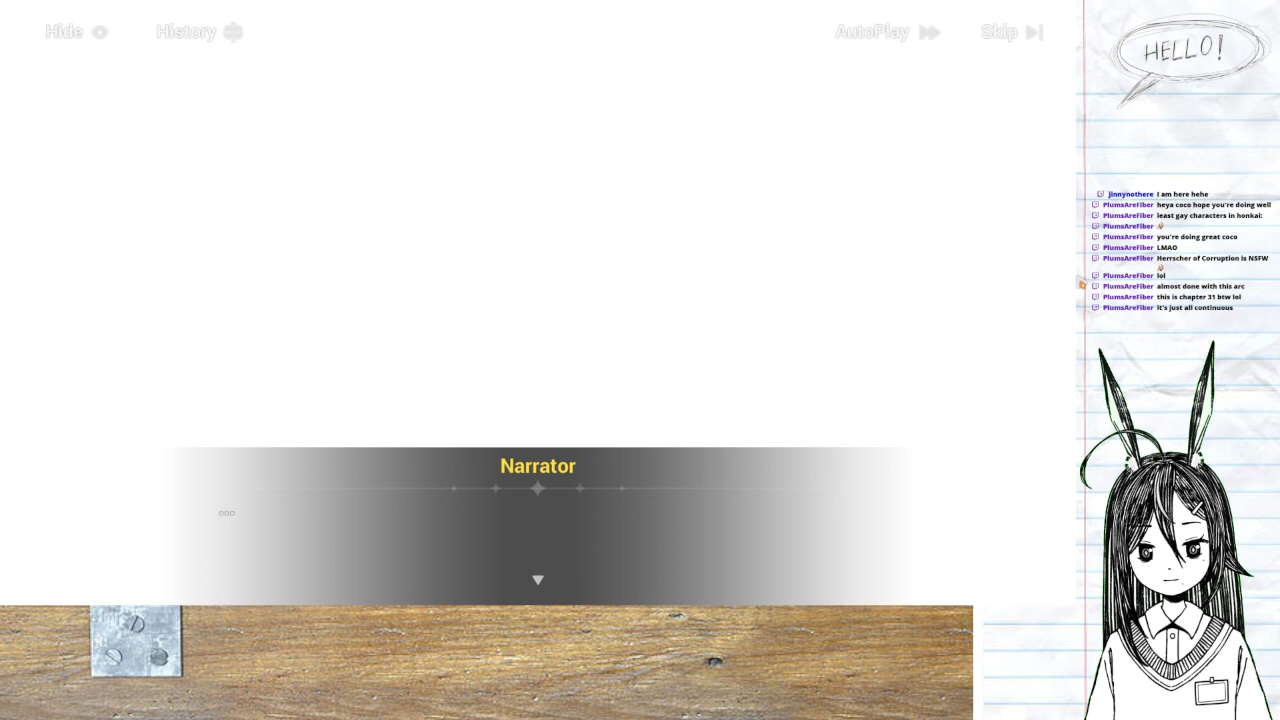 Hide
History
AutoPlay
Skip
HELLO!
Jinnynothere I am here hehe
PlumsAreFiber heya coco hope you're doing well
PlumsAreFiber least gay characters in honkai:
PlumsAreFiber
PlumsAreFiber you're doing great coco
PlumsAreFiber LMAO
PlumsAreFiber Herrscher of Corruption is NSFW
PlumsAreFiber lol
PlumsAreFiber almost done with this arc
PlumsAreFiber this is chapter 31 btw lol
PlumsAreFiber it's just all continuous
Narrator
ooo